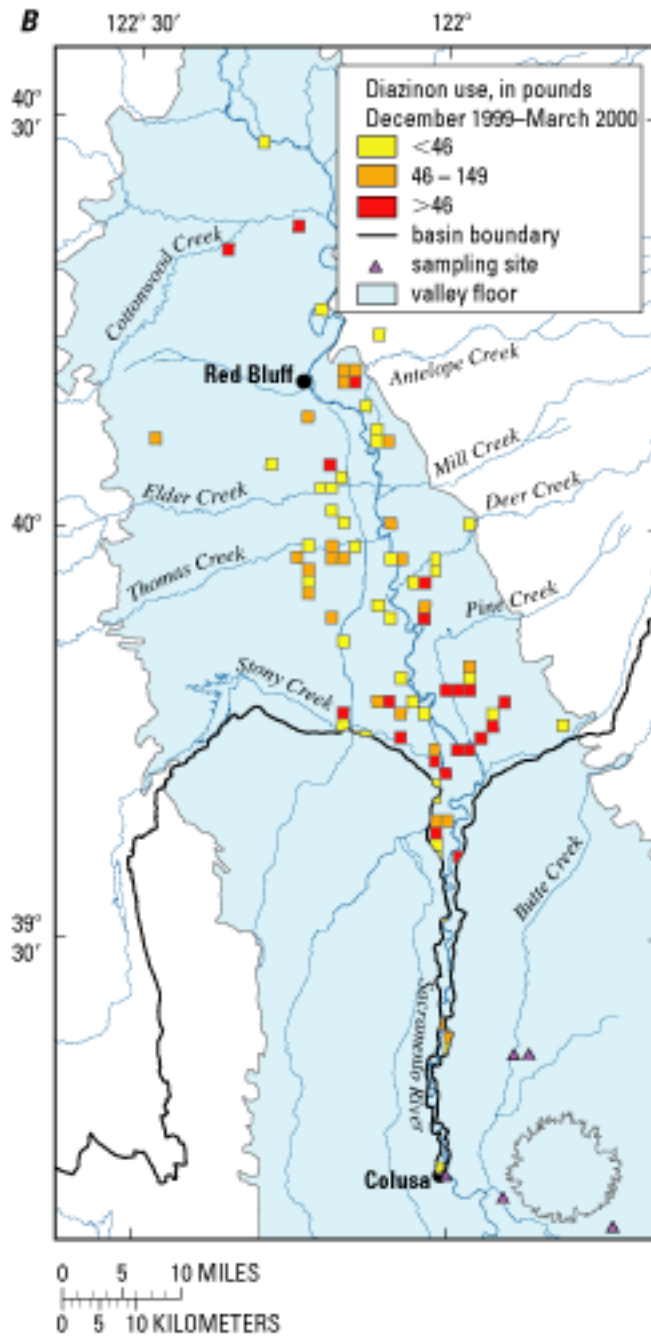 B
122° 30′
122°
40°
30′
Diazinon use, in pounds
December 1999–March 2000
<46
46 – 149
>46
basin boundary
sampling site
valley floor
Cottonwood Creek
Antelope Creek
Red Bluff
Mill Creek
Elder Creek
Deer Creek
40°
Thomas Creek
Pine Creek
Stony Creek
Butte Creek
39°
30′
Sacramento River
Colusa
0 5 10 MILES
0 5 10 KILOMETERS